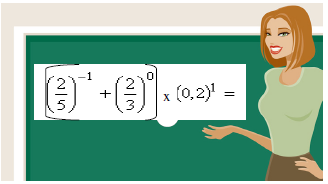 [(2/5)⁻¹ + (2/3)⁰] x (0,2)¹ =